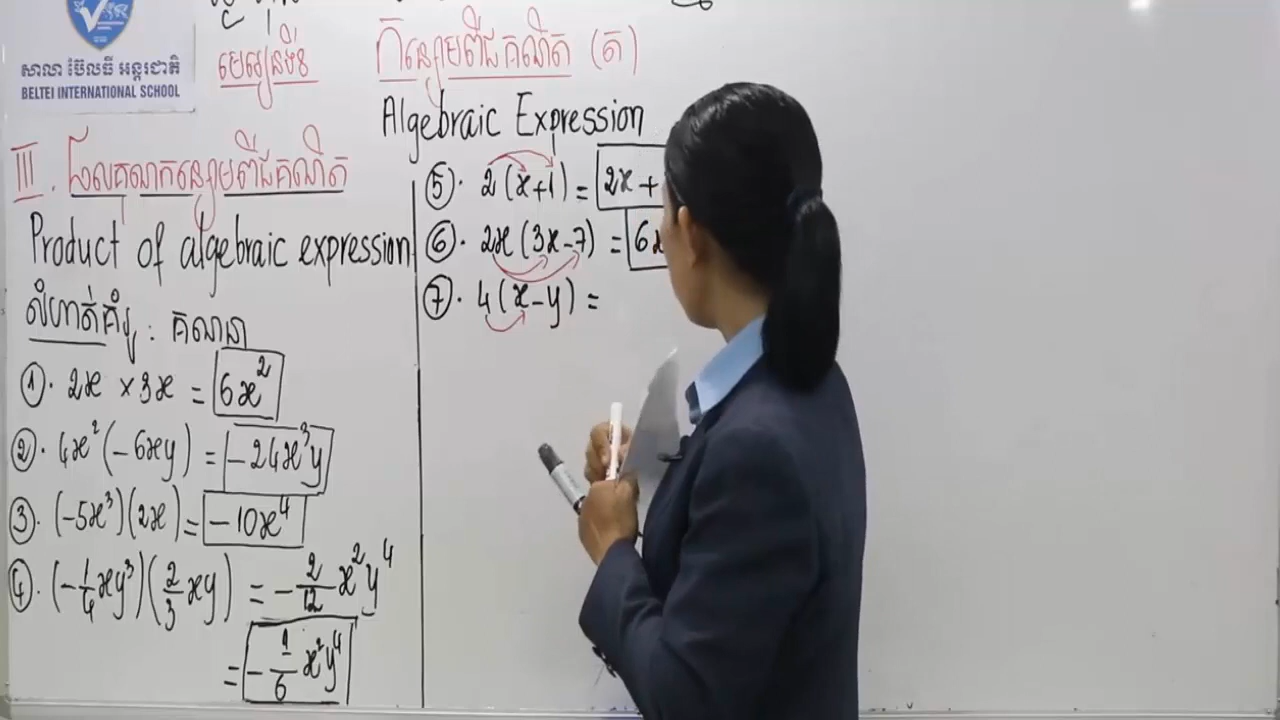 សាលា ប៊ែលធី អន្តរជាតិ
BELTEI INTERNATIONAL SCHOOL
មេរៀនទី៦ កន្សោមពីជគណិត (ត)
Algebraic Expression
III. ផលគុណកន្សោមពីជគណិត
Product of algebraic expression
លំហាត់គំរូ : គណនា
①. 2x × 3x = 6x²
②. 4x²(-6xy) = -24x³y
③. (-5x³)(2x) = -10x⁴
④. (-1/4xy³)(2/3xy) = -2/12x²y⁴
= -1/6x²y⁴
⑤. 2(x+1) = 2x +
⑥. 2x(3x-7) = 6x
⑦. 4(x-y) =